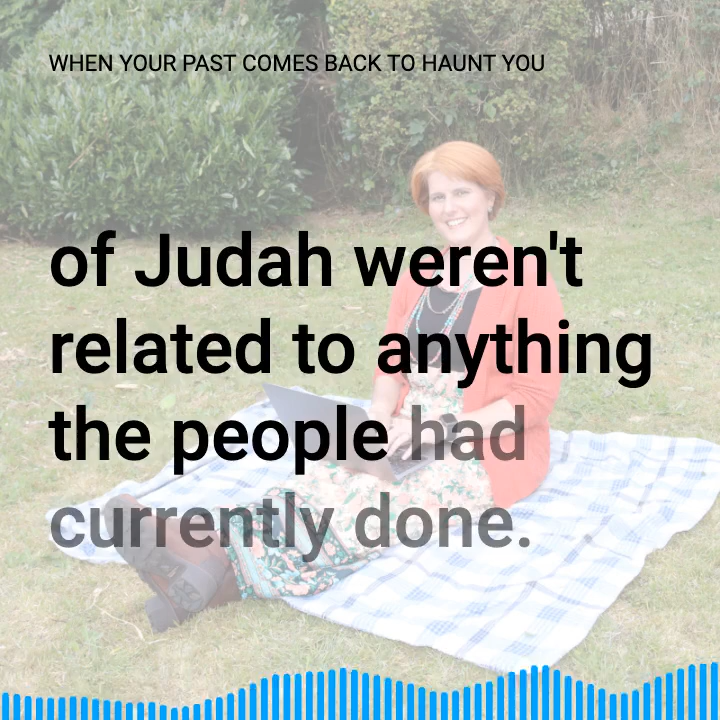 WHEN YOUR PAST COMES BACK TO HAUNT YOU
of Judah weren't
related to anything
the people had
currently done.